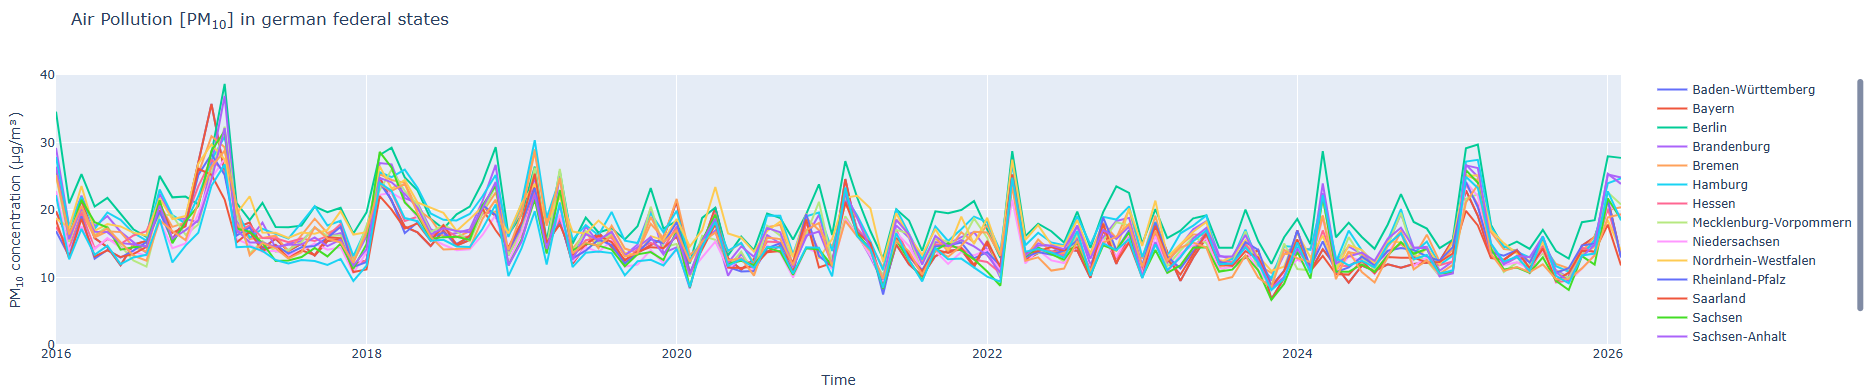 Air Pollution [PM₁₀] in german federal states
PM₁₀ concentration (µg/m³)
40
30
20
10
0
2016
2018
2020
2022
2024
2026
Time
Baden-Württemberg
Bayern
Berlin
Brandenburg
Bremen
Hamburg
Hessen
Mecklenburg-Vorpommern
Niedersachsen
Nordrhein-Westfalen
Rheinland-Pfalz
Saarland
Sachsen
Sachsen-Anhalt